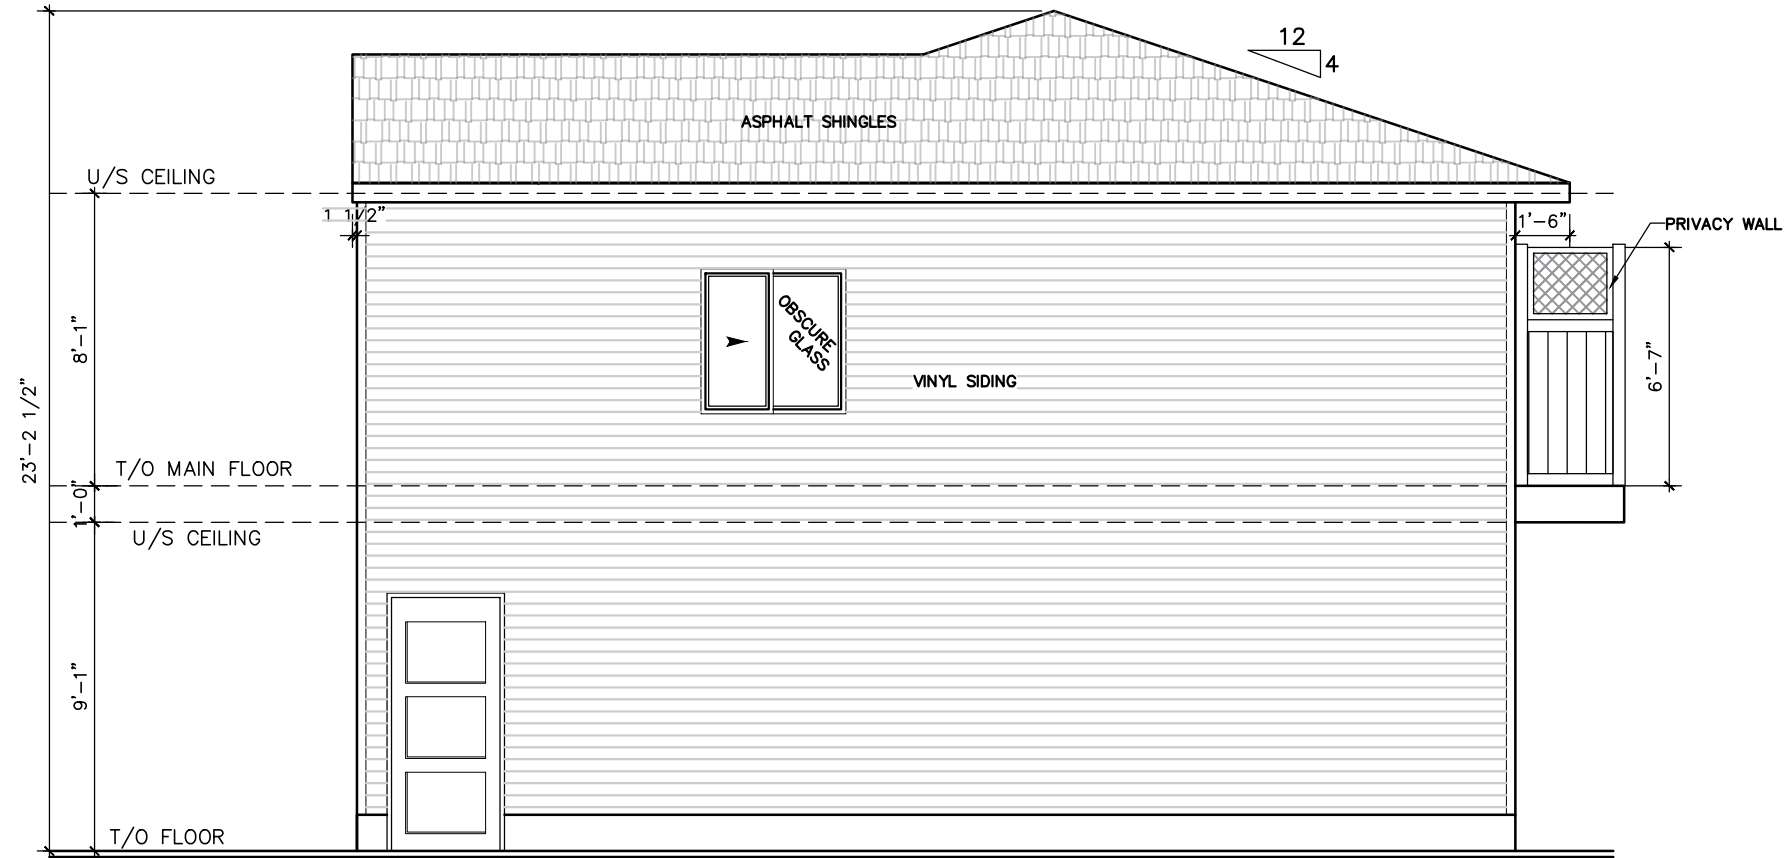 12
4
ASPHALT SHINGLES
U/S CEILING
1 1/2"
1'-6"
PRIVACY WALL
OBSCURE
GLASS
8'-1"
6'-7"
VINYL SIDING
23'-2 1/2"
T/O MAIN FLOOR
1'-0"
U/S CEILING
9'-1"
T/O FLOOR